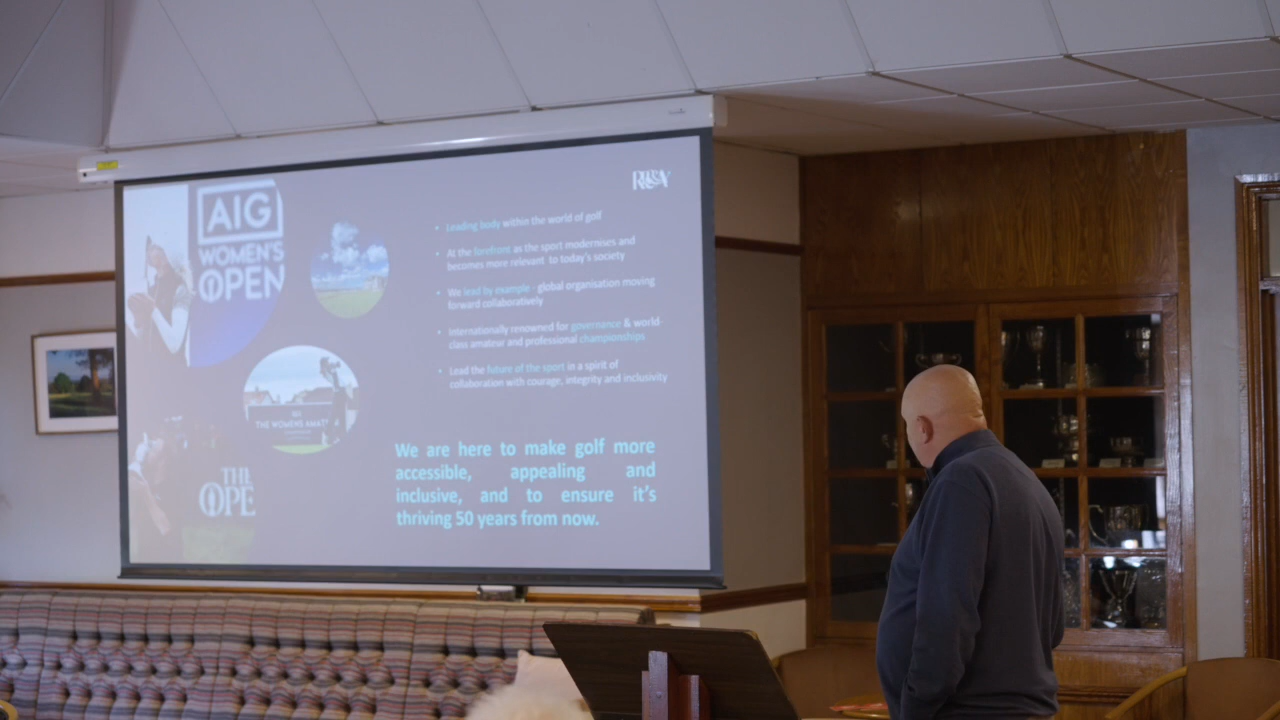 AIG
WOMEN'S
OPEN
R&A
• Leading body within the world of golf
• At the forefront as the sport modernises and
becomes more relevant to today's society
• We lead by example - global organisation moving
forward collaboratively
• Internationally renowned for governance & world-
class amateur and professional championships
• Lead the future of the sport in a spirit of
collaboration with courage, integrity and inclusivity
THE WOMENS AMAT
THE
OPE
We are here to make golf more
accessible, appealing and
inclusive, and to ensure it's
thriving 50 years from now.